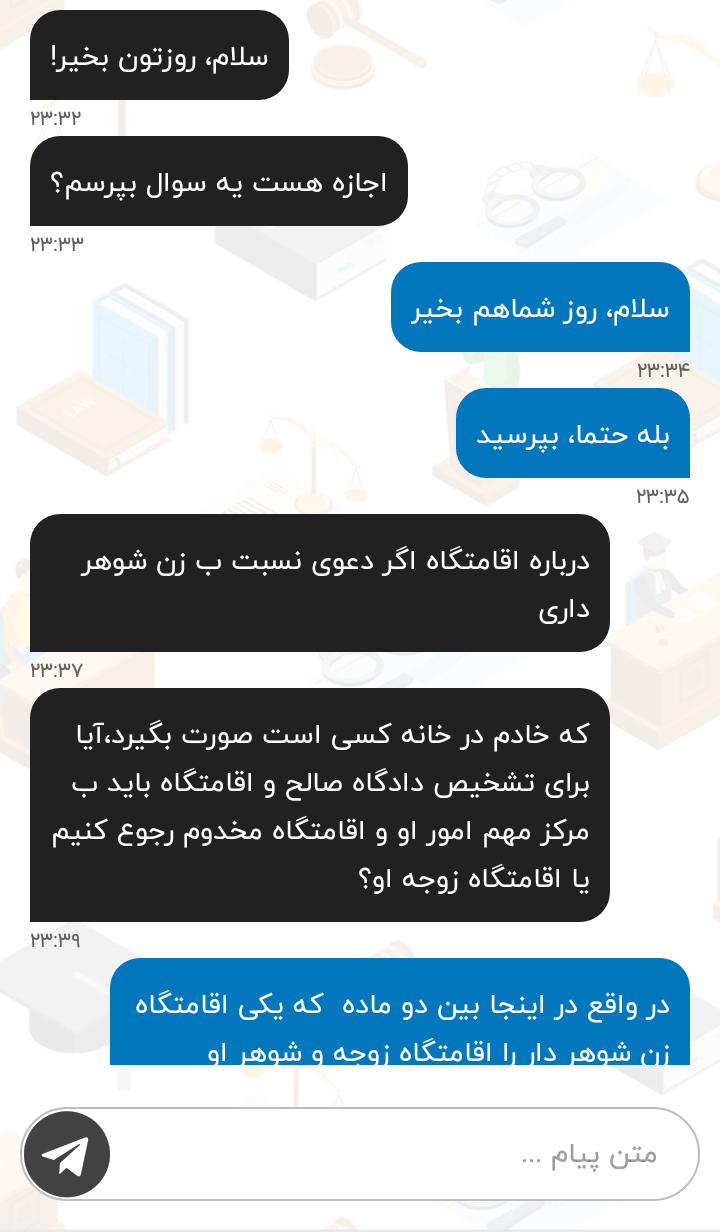 سلام، روزتون بخیر!
۲۳:۳۲
اجازه هست یه سوال بپرسم؟
۲۳:۳۳
سلام، روز شماهم بخیر
۲۳:۳۴
بله حتما، بپرسید
۲۳:۳۵
درباره اقامتگاه اگر دعوی نسبت ب زن شوهر
داری
۲۳:۳۷
که خادم در خانه کسی است صورت بگیرد،آیا
برای تشخیص دادگاه صالح و اقامتگاه باید ب
مرکز مهم امور او و اقامتگاه مخدوم رجوع کنیم
یا اقامتگاه زوجه او؟
۲۳:۳۹
در واقع در اینجا بین دو ماده  که یکی اقامتگاه
زن شوهر دار را اقامتگاه زوجه و شوهر او
متن پیام ...